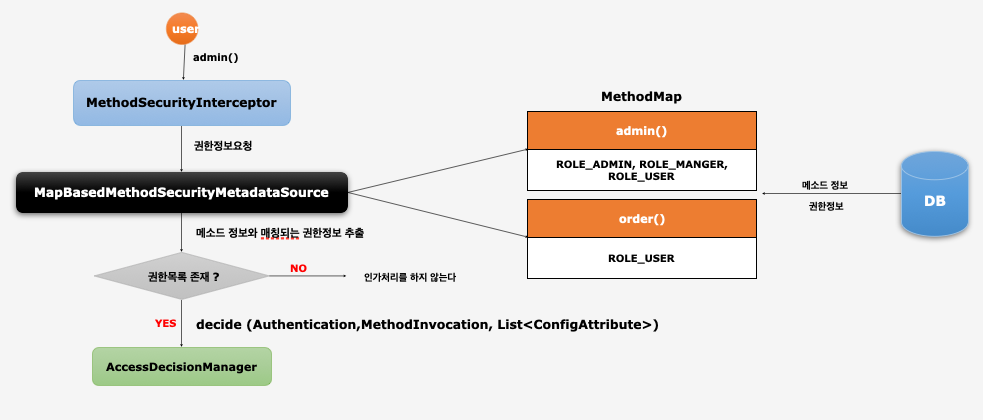 user
admin()
MethodSecurityInterceptor
권한정보요청
MapBasedMethodSecurityMetadataSource
메소드 정보와 매칭되는 권한정보 추출
권한목록 존재 ?
NO
인가처리를 하지 않는다
YES
decide (Authentication,MethodInvocation, List<ConfigAttribute>)
AccessDecisionManager
MethodMap
admin()
ROLE_ADMIN, ROLE_MANGER,
ROLE_USER
order()
ROLE_USER
메소드 정보
권한정보
DB